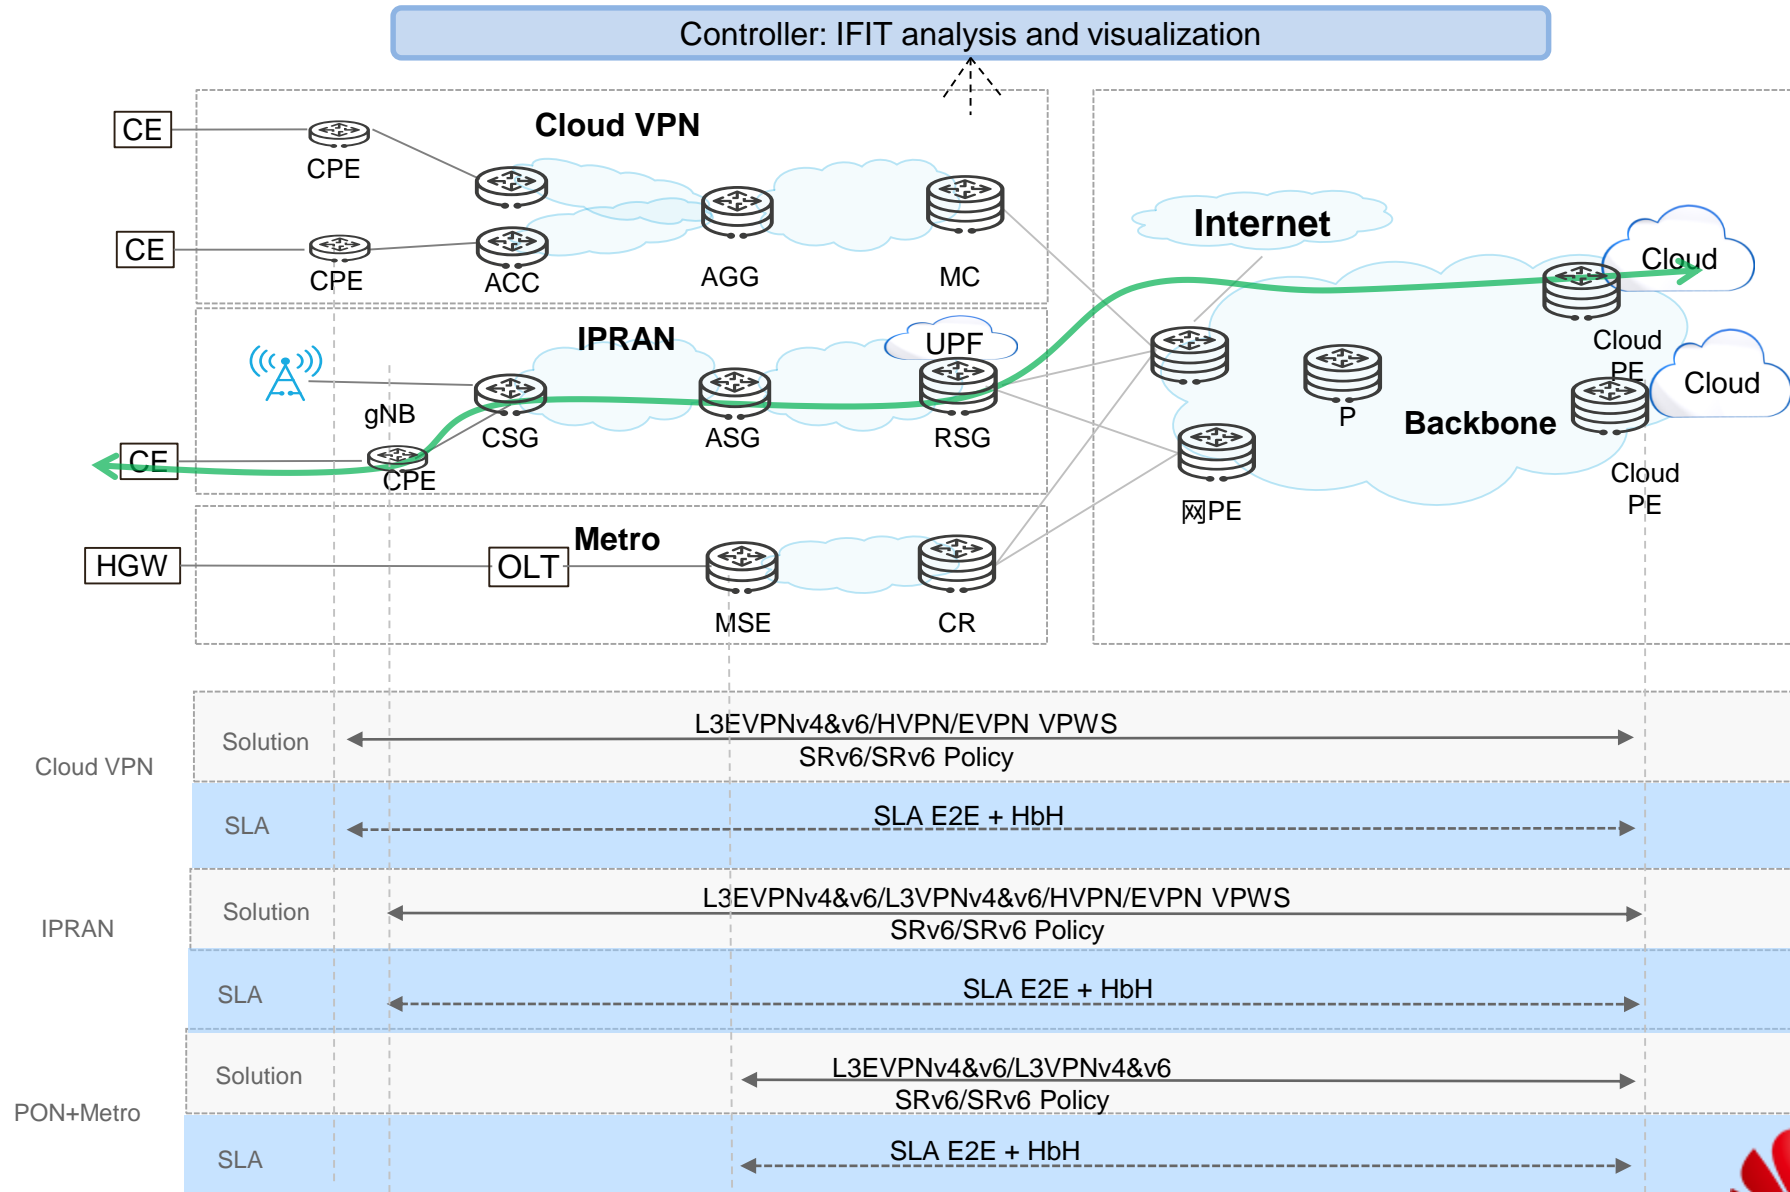 Controller: IFIT analysis and visualization
CE
CPE
Cloud VPN
CE
CPE
ACC
AGG
MC
Internet
Cloud
IPRAN
UPF
gNB
CSG
ASG
RSG
CE
CPE
P
Backbone
Cloud
PE
Cloud
Cloud
PE
网PE
HGW
OLT
Metro
MSE
CR
Cloud VPN
Solution
L3EVPNv4&v6/HVPN/EVPN VPWS
SRv6/SRv6 Policy
SLA
SLA E2E + HbH
IPRAN
Solution
L3EVPNv4&v6/L3VPNv4&v6/HVPN/EVPN VPWS
SRv6/SRv6 Policy
SLA
SLA E2E + HbH
PON+Metro
Solution
L3EVPNv4&v6/L3VPNv4&v6
SRv6/SRv6 Policy
SLA
SLA E2E + HbH